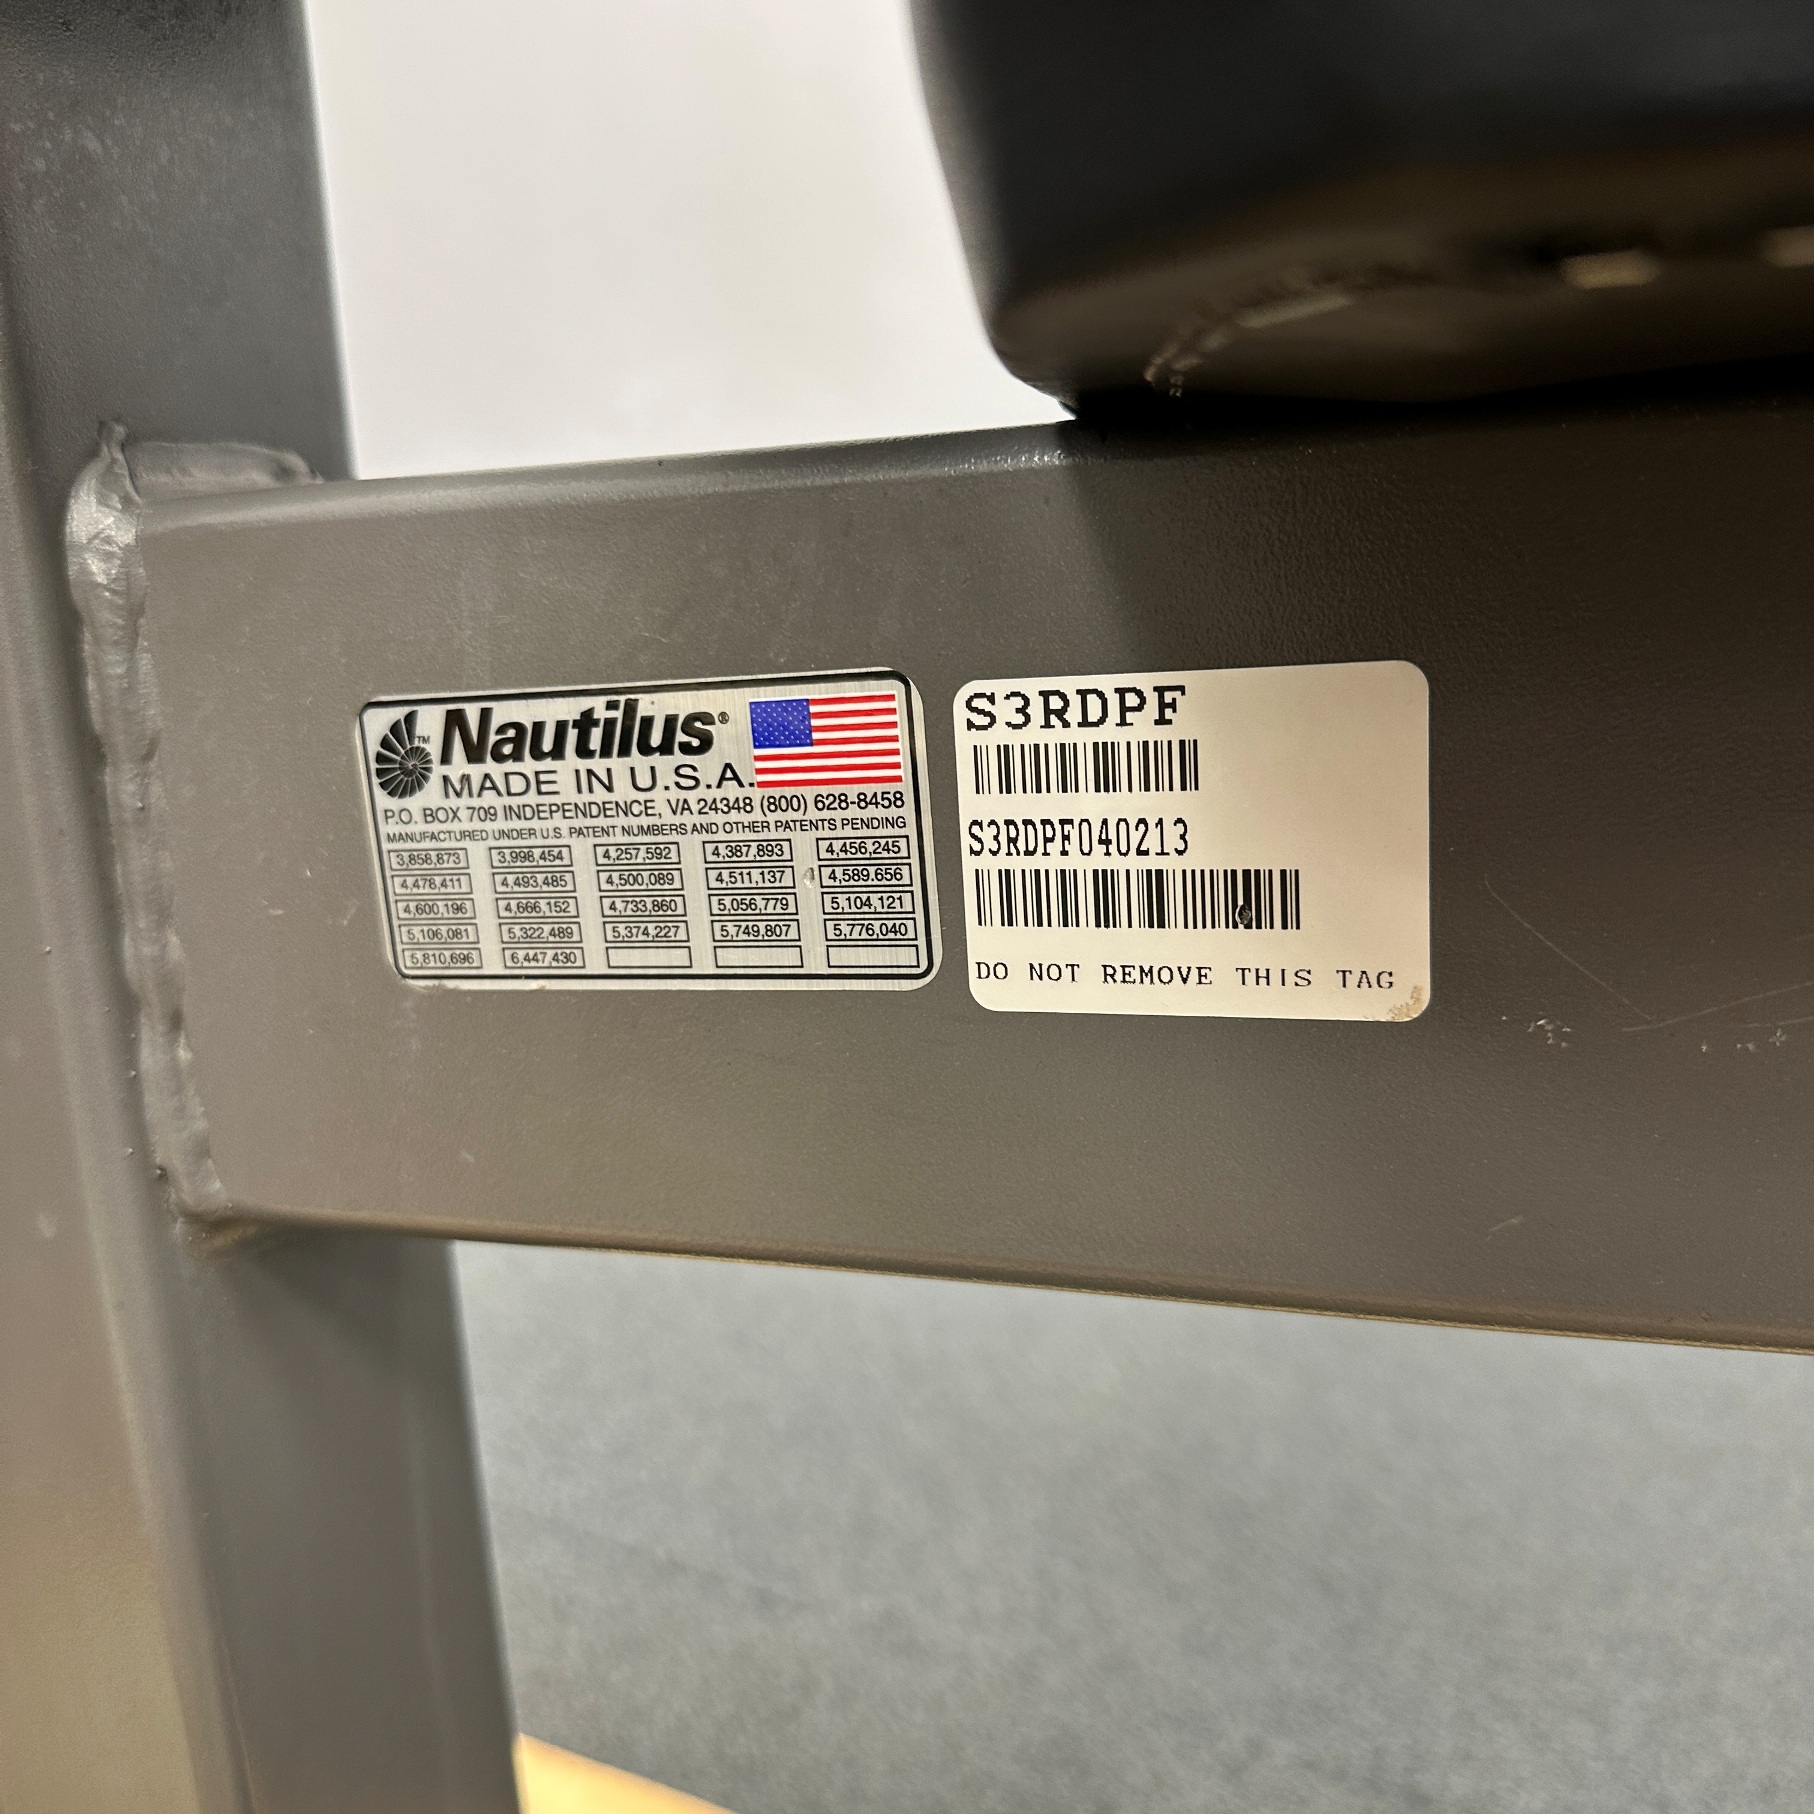 Nautilus®
™
MADE IN U.S.A.
P.O. BOX 709 INDEPENDENCE, VA 24348 (800) 628-8458
MANUFACTURED UNDER U.S. PATENT NUMBERS AND OTHER PATENTS PENDING
3,858,873 3,998,454 4,257,592 4,387,893 4,456,245
4,478,411 4,493,485 4,500,089 4,511,137 4,589.656
4,600,196 4,666,152 4,733,860 5,056,779 5,104,121
5,106,081 5,322,489 5,374,227 5,749,807 5,776,040
5,810,696 6,447,430
S3RDPF
S3RDPF040213
DO NOT REMOVE THIS TAG